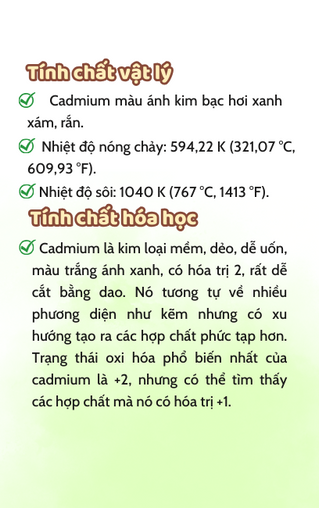 Tính chất vật lý
Cadmium màu ánh kim bạc hơi xanh
xám, rắn.
Nhiệt độ nóng chảy: 594,22 K (321,07 °C,
609,93 °F).
Nhiệt độ sôi: 1040 K (767 °C, 1413 °F).
Tính chất hóa học
Cadmium là kim loại mềm, dẻo, dễ uốn,
màu trắng ánh xanh, có hóa trị 2, rất dễ
cắt bằng dao. Nó tương tự về nhiều
phương diện như kẽm nhưng có xu
hướng tạo ra các hợp chất phức tạp hơn.
Trạng thái oxi hóa phổ biến nhất của
cadmium là +2, nhưng có thể tìm thấy
các hợp chất mà nó có hóa trị +1.